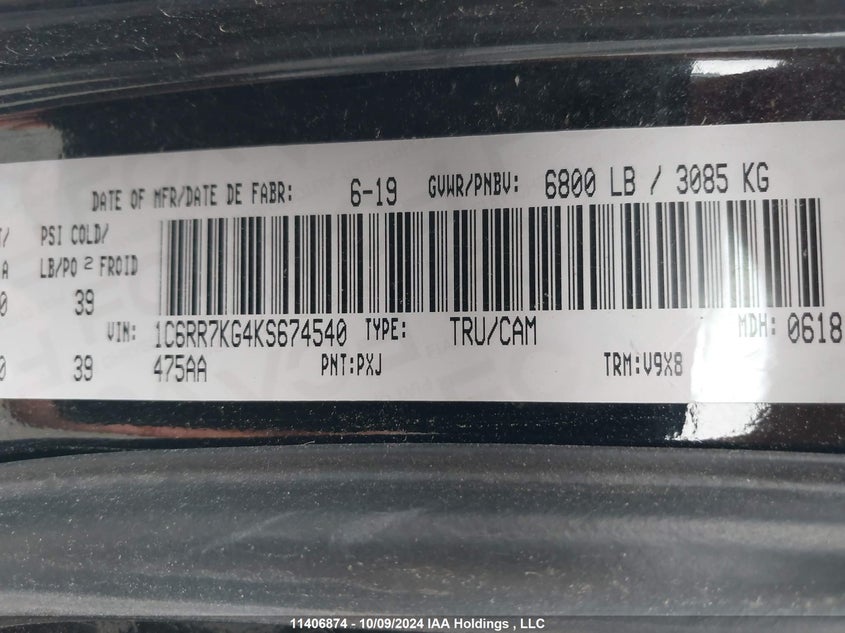 DATE OF MFR/DATE DE FABR: 6-19 GVWR/PNBV: 6800 LB / 3085 KG
PSI COLD/
LB/PO 2 FROID
39
VIN: 1C6RR7KG4KS674540 TYPE: TRU/CAM MDH: 0618
39 475AA PNT:PXJ TRM:V9X8
11406874 - 10/09/2024 IAA Holdings , LLC